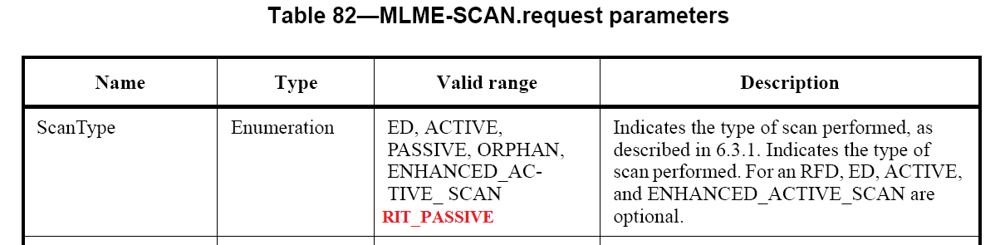 Table 82—MLME-SCAN.request parameters
Name Type Valid range Description
ScanType Enumeration ED, ACTIVE, Indicates the type of scan performed, as
PASSIVE, ORPHAN, described in 6.3.1. Indicates the type of
ENHANCED_AC- scan performed. For an RFD, ED, ACTIVE,
TIVE_ SCAN and ENHANCED_ACTIVE_SCAN are
RIT_PASSIVE optional.